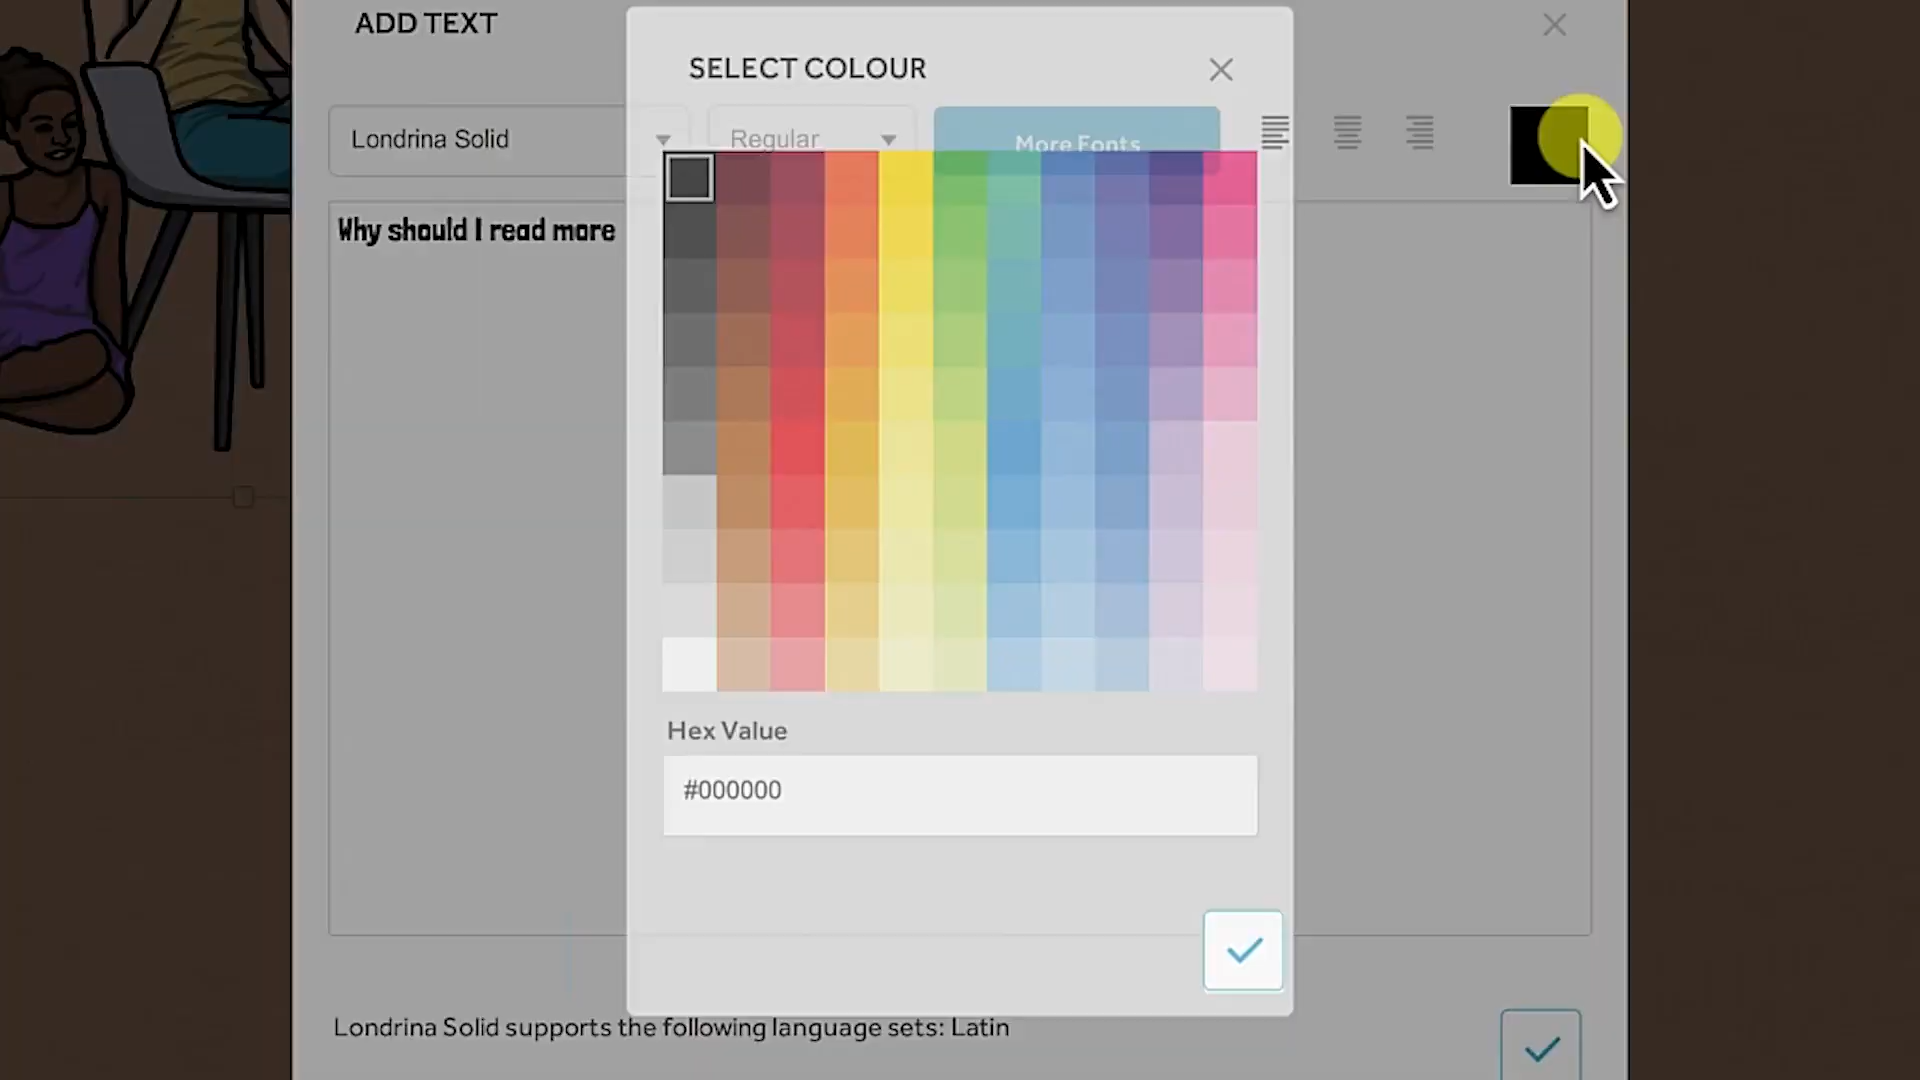 ADD TEXT
SELECT COLOUR
Londrina Solid
Regular
More Fonts
Why should I read more
Hex Value
#000000
Londrina Solid supports the following language sets: Latin